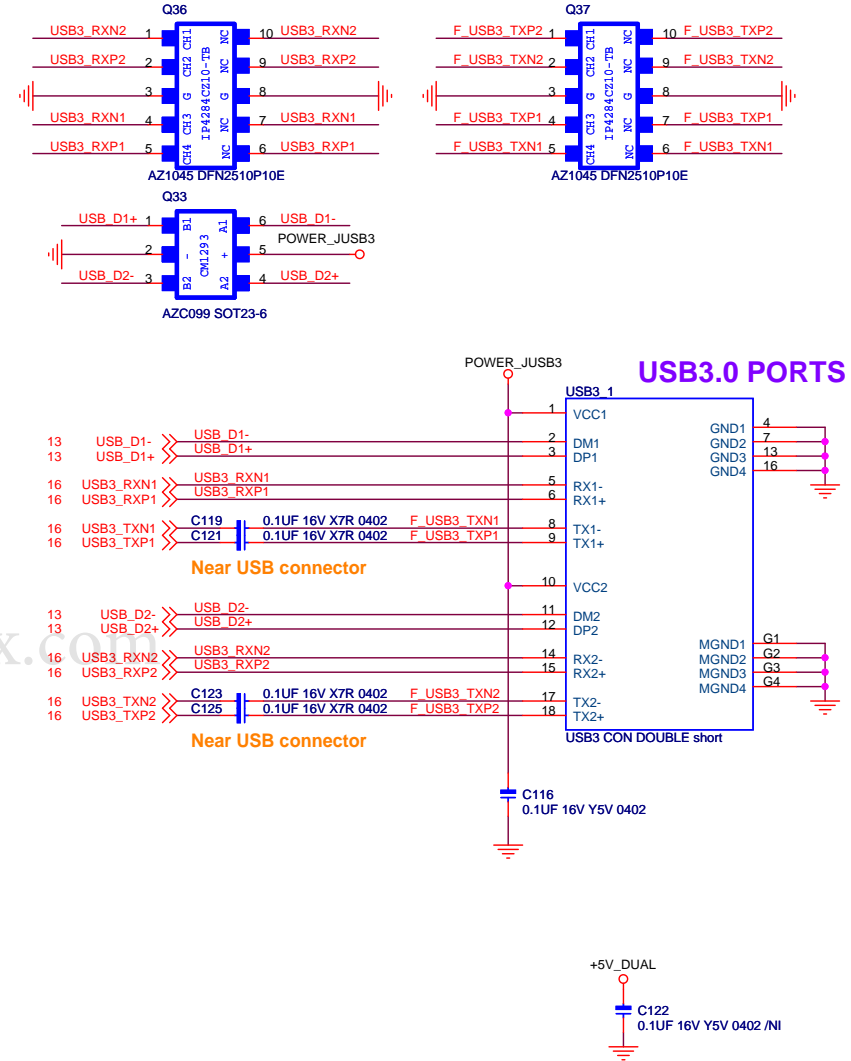 Q36
USB3_RXN2 1 CH1 NC 10 USB3_RXN2
USB3_RXP2 2 CH2 NC 9 USB3_RXP2
3 G G 8
USB3_RXN1 4 CH3 NC 7 USB3_RXN1
USB3_RXP1 5 CH4 NC 6 USB3_RXP1
IP4284CZ10-TB
AZ1045 DFN2510P10E
Q37
F_USB3_TXP2 1 CH1 NC 10 F_USB3_TXP2
F_USB3_TXN2 2 CH2 NC 9 F_USB3_TXN2
3 G G 8
F_USB3_TXP1 4 CH3 NC 7 F_USB3_TXP1
F_USB3_TXN1 5 CH4 NC 6 F_USB3_TXN1
IP4284CZ10-TB
AZ1045 DFN2510P10E
Q33
USB_D1+ 1 B1 A1 6 USB_D1-
2 - + 5 POWER_JUSB3
USB_D2- 3 B2 A2 4 USB_D2+
CM1293
AZC099 SOT23-6
POWER_JUSB3
USB3.0 PORTS
USB3_1
1 VCC1
GND1 4
13 USB_D1- USB_D1- 2 DM1
GND2 7
13 USB_D1+ USB_D1+ 3 DP1
GND3 13
GND4 16
16 USB3_RXN1 USB3_RXN1 5 RX1-
16 USB3_RXP1 USB3_RXP1 6 RX1+
16 USB3_TXN1 C119 0.1UF 16V X7R 0402 F_USB3_TXN1 8 TX1-
16 USB3_TXP1 C121 0.1UF 16V X7R 0402 F_USB3_TXP1 9 TX1+
Near USB connector
10 VCC2
13 USB_D2- USB_D2- 11 DM2
13 USB_D2+ USB_D2+ 12 DP2
x.com
MGND1 G1
16 USB3_RXN2 USB3_RXN2 14 RX2-
MGND2 G2
16 USB3_RXP2 USB3_RXP2 15 RX2+
MGND3 G3
MGND4 G4
16 USB3_TXN2 C123 0.1UF 16V X7R 0402 F_USB3_TXN2 17 TX2-
16 USB3_TXP2 C125 0.1UF 16V X7R 0402 F_USB3_TXP2 18 TX2+
Near USB connector
USB3 CON DOUBLE short
C116
0.1UF 16V Y5V 0402
+5V_DUAL
C122
0.1UF 16V Y5V 0402 /NI